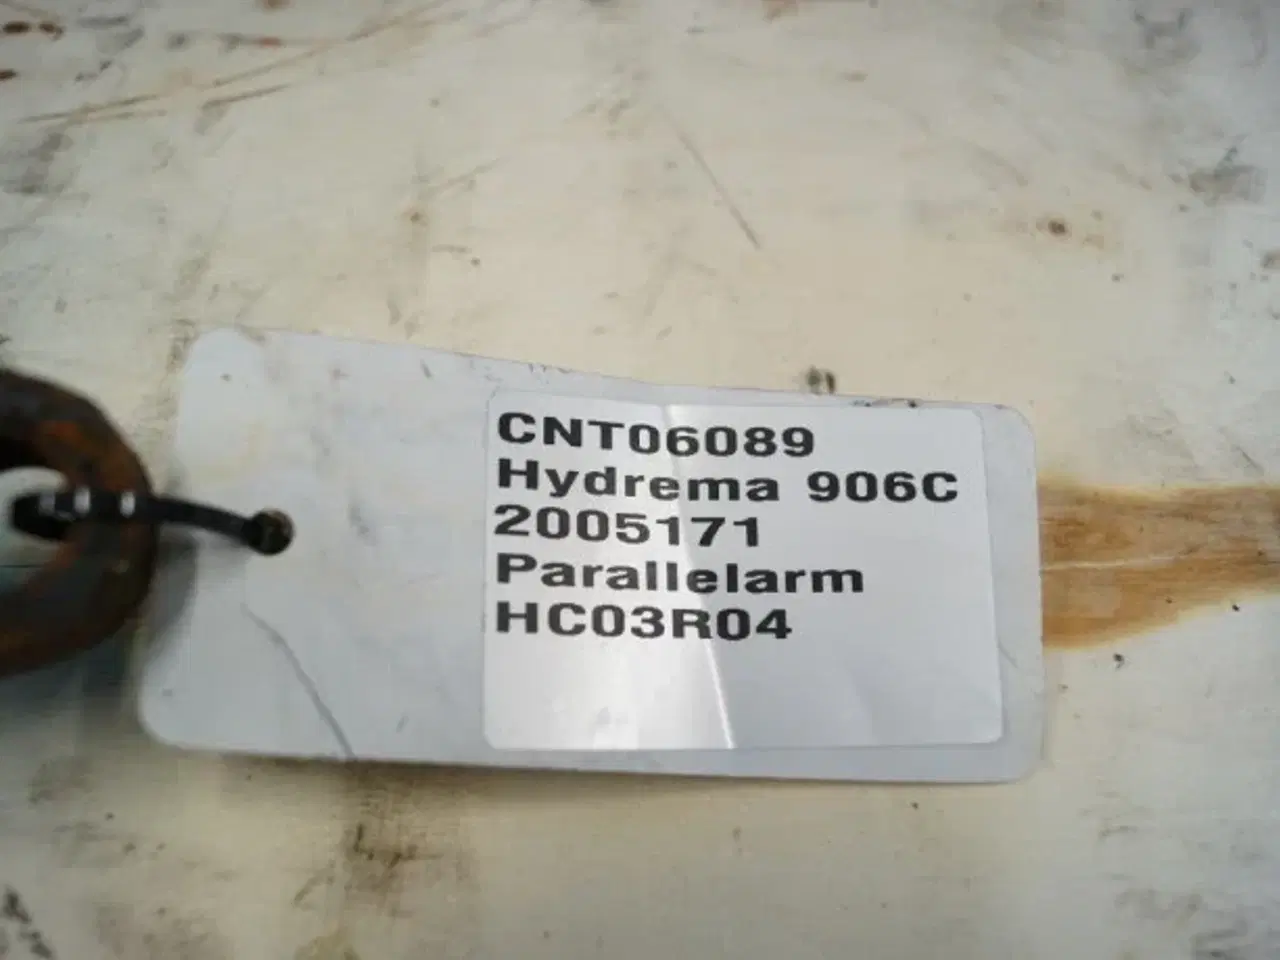 CNT06089
Hydrema 906C
2005171
Parallelarm
HC03R04